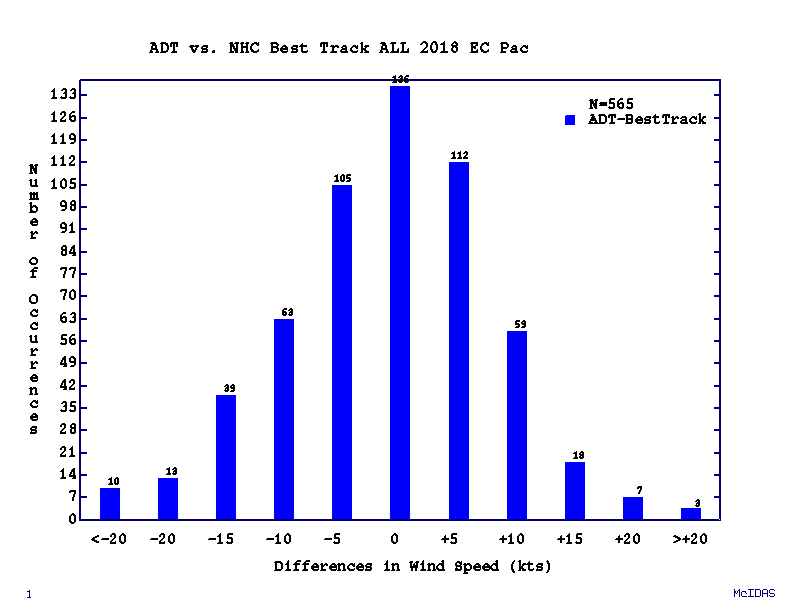 ADT vs. NHC Best Track ALL 2018 EC Pac
N=565
ADT-BestTrack
Number of Occurrences
133
126
119
112
105
98
91
84
77
70
63
56
49
42
35
28
21
14
7
0
10 13 39 63 105 136 112 59 18 7 3
<-20 -20 -15 -10 -5 0 +5 +10 +15 +20 >+20
Differences in Wind Speed (kts)
1
McIDAS